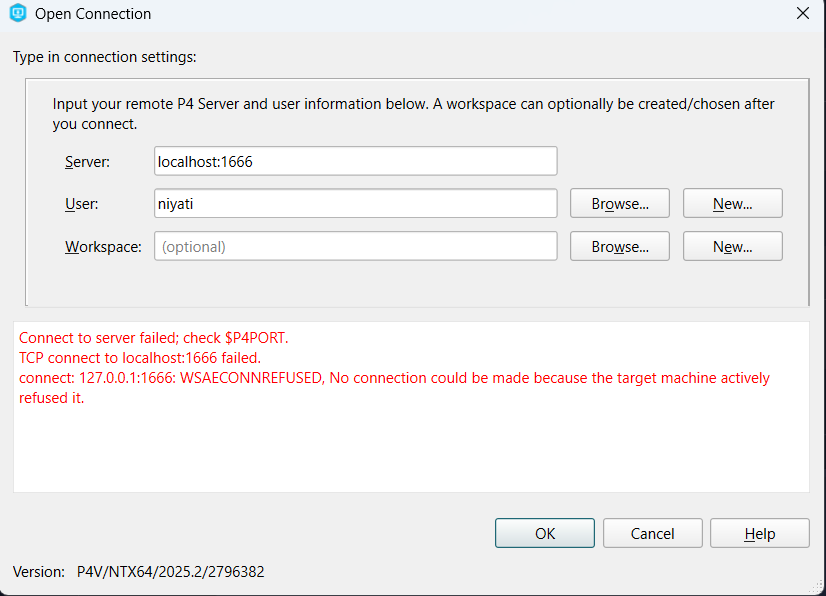 Open Connection
Type in connection settings:
Input your remote P4 Server and user information below. A workspace can optionally be created/chosen after
you connect.
Server: localhost:1666
User: niyati Browse... New...
Workspace: (optional) Browse... New...
Connect to server failed; check $P4PORT.
TCP connect to localhost:1666 failed.
connect: 127.0.0.1:1666: WSAECONNREFUSED, No connection could be made because the target machine actively
refused it.
OK Cancel Help
Version: P4V/NTX64/2025.2/2796382